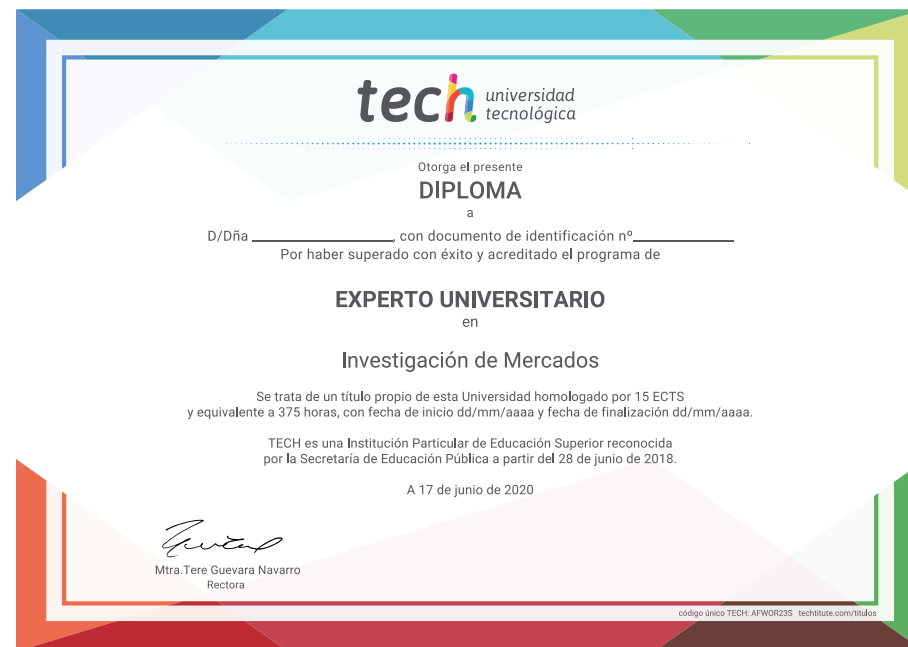 tech universidad
tecnológica
Otorga el presente
DIPLOMA
a
D/Dña ____________________, con documento de identificación nº______________
Por haber superado con éxito y acreditado el programa de
EXPERTO UNIVERSITARIO
en
Investigación de Mercados
Se trata de un título propio de esta Universidad homologado por 15 ECTS
y equivalente a 375 horas, con fecha de inicio dd/mm/aaaa y fecha de finalización dd/mm/aaaa.
TECH es una Institución Particular de Educación Superior reconocida
por la Secretaría de Educación Pública a partir del 28 de junio de 2018.
A 17 de junio de 2020
Mtra.Tere Guevara Navarro
Rectora
código único TECH: AFWOR23S techtitute.com/titulos